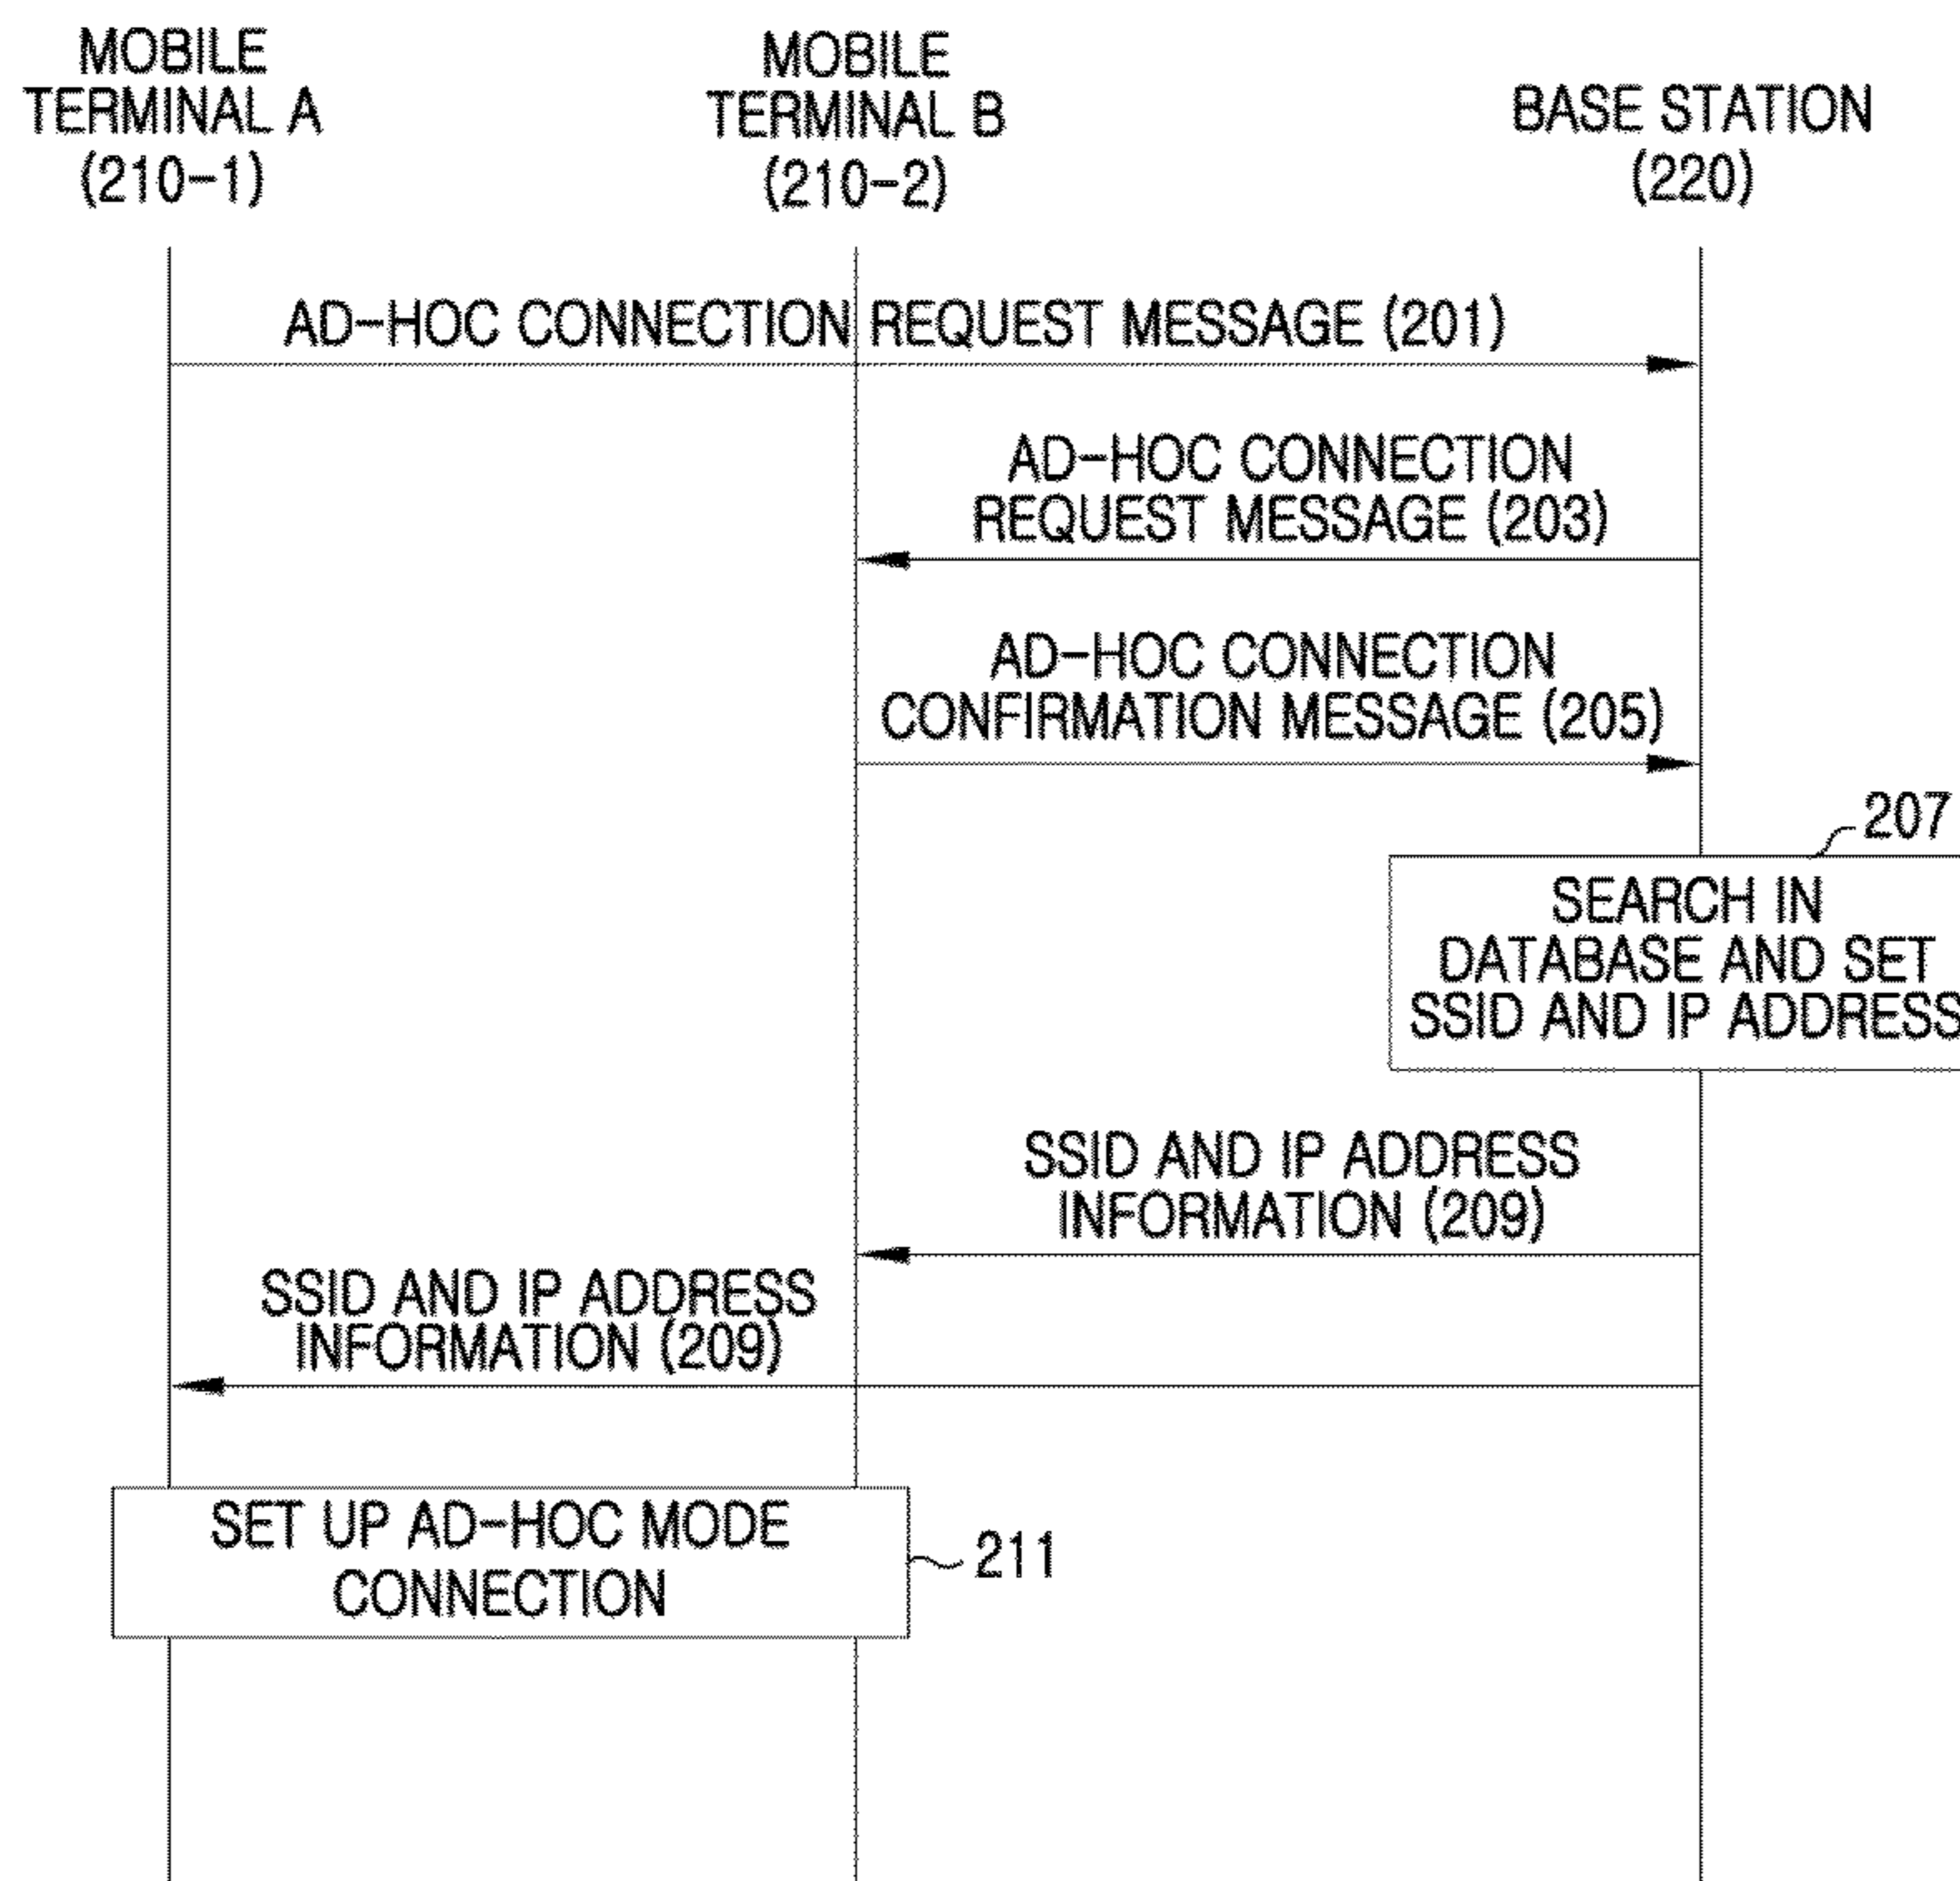 MOBILE
TERMINAL A
(210-1)
MOBILE
TERMINAL B
(210-2)
BASE STATION
(220)
AD-HOC CONNECTION REQUEST MESSAGE (201)
AD-HOC CONNECTION
REQUEST MESSAGE (203)
AD-HOC CONNECTION
CONFIRMATION MESSAGE (205)
207
SEARCH IN
DATABASE AND SET
SSID AND IP ADDRESS
SSID AND IP ADDRESS
INFORMATION (209)
SSID AND IP ADDRESS
INFORMATION (209)
SET UP AD-HOC MODE
CONNECTION
211